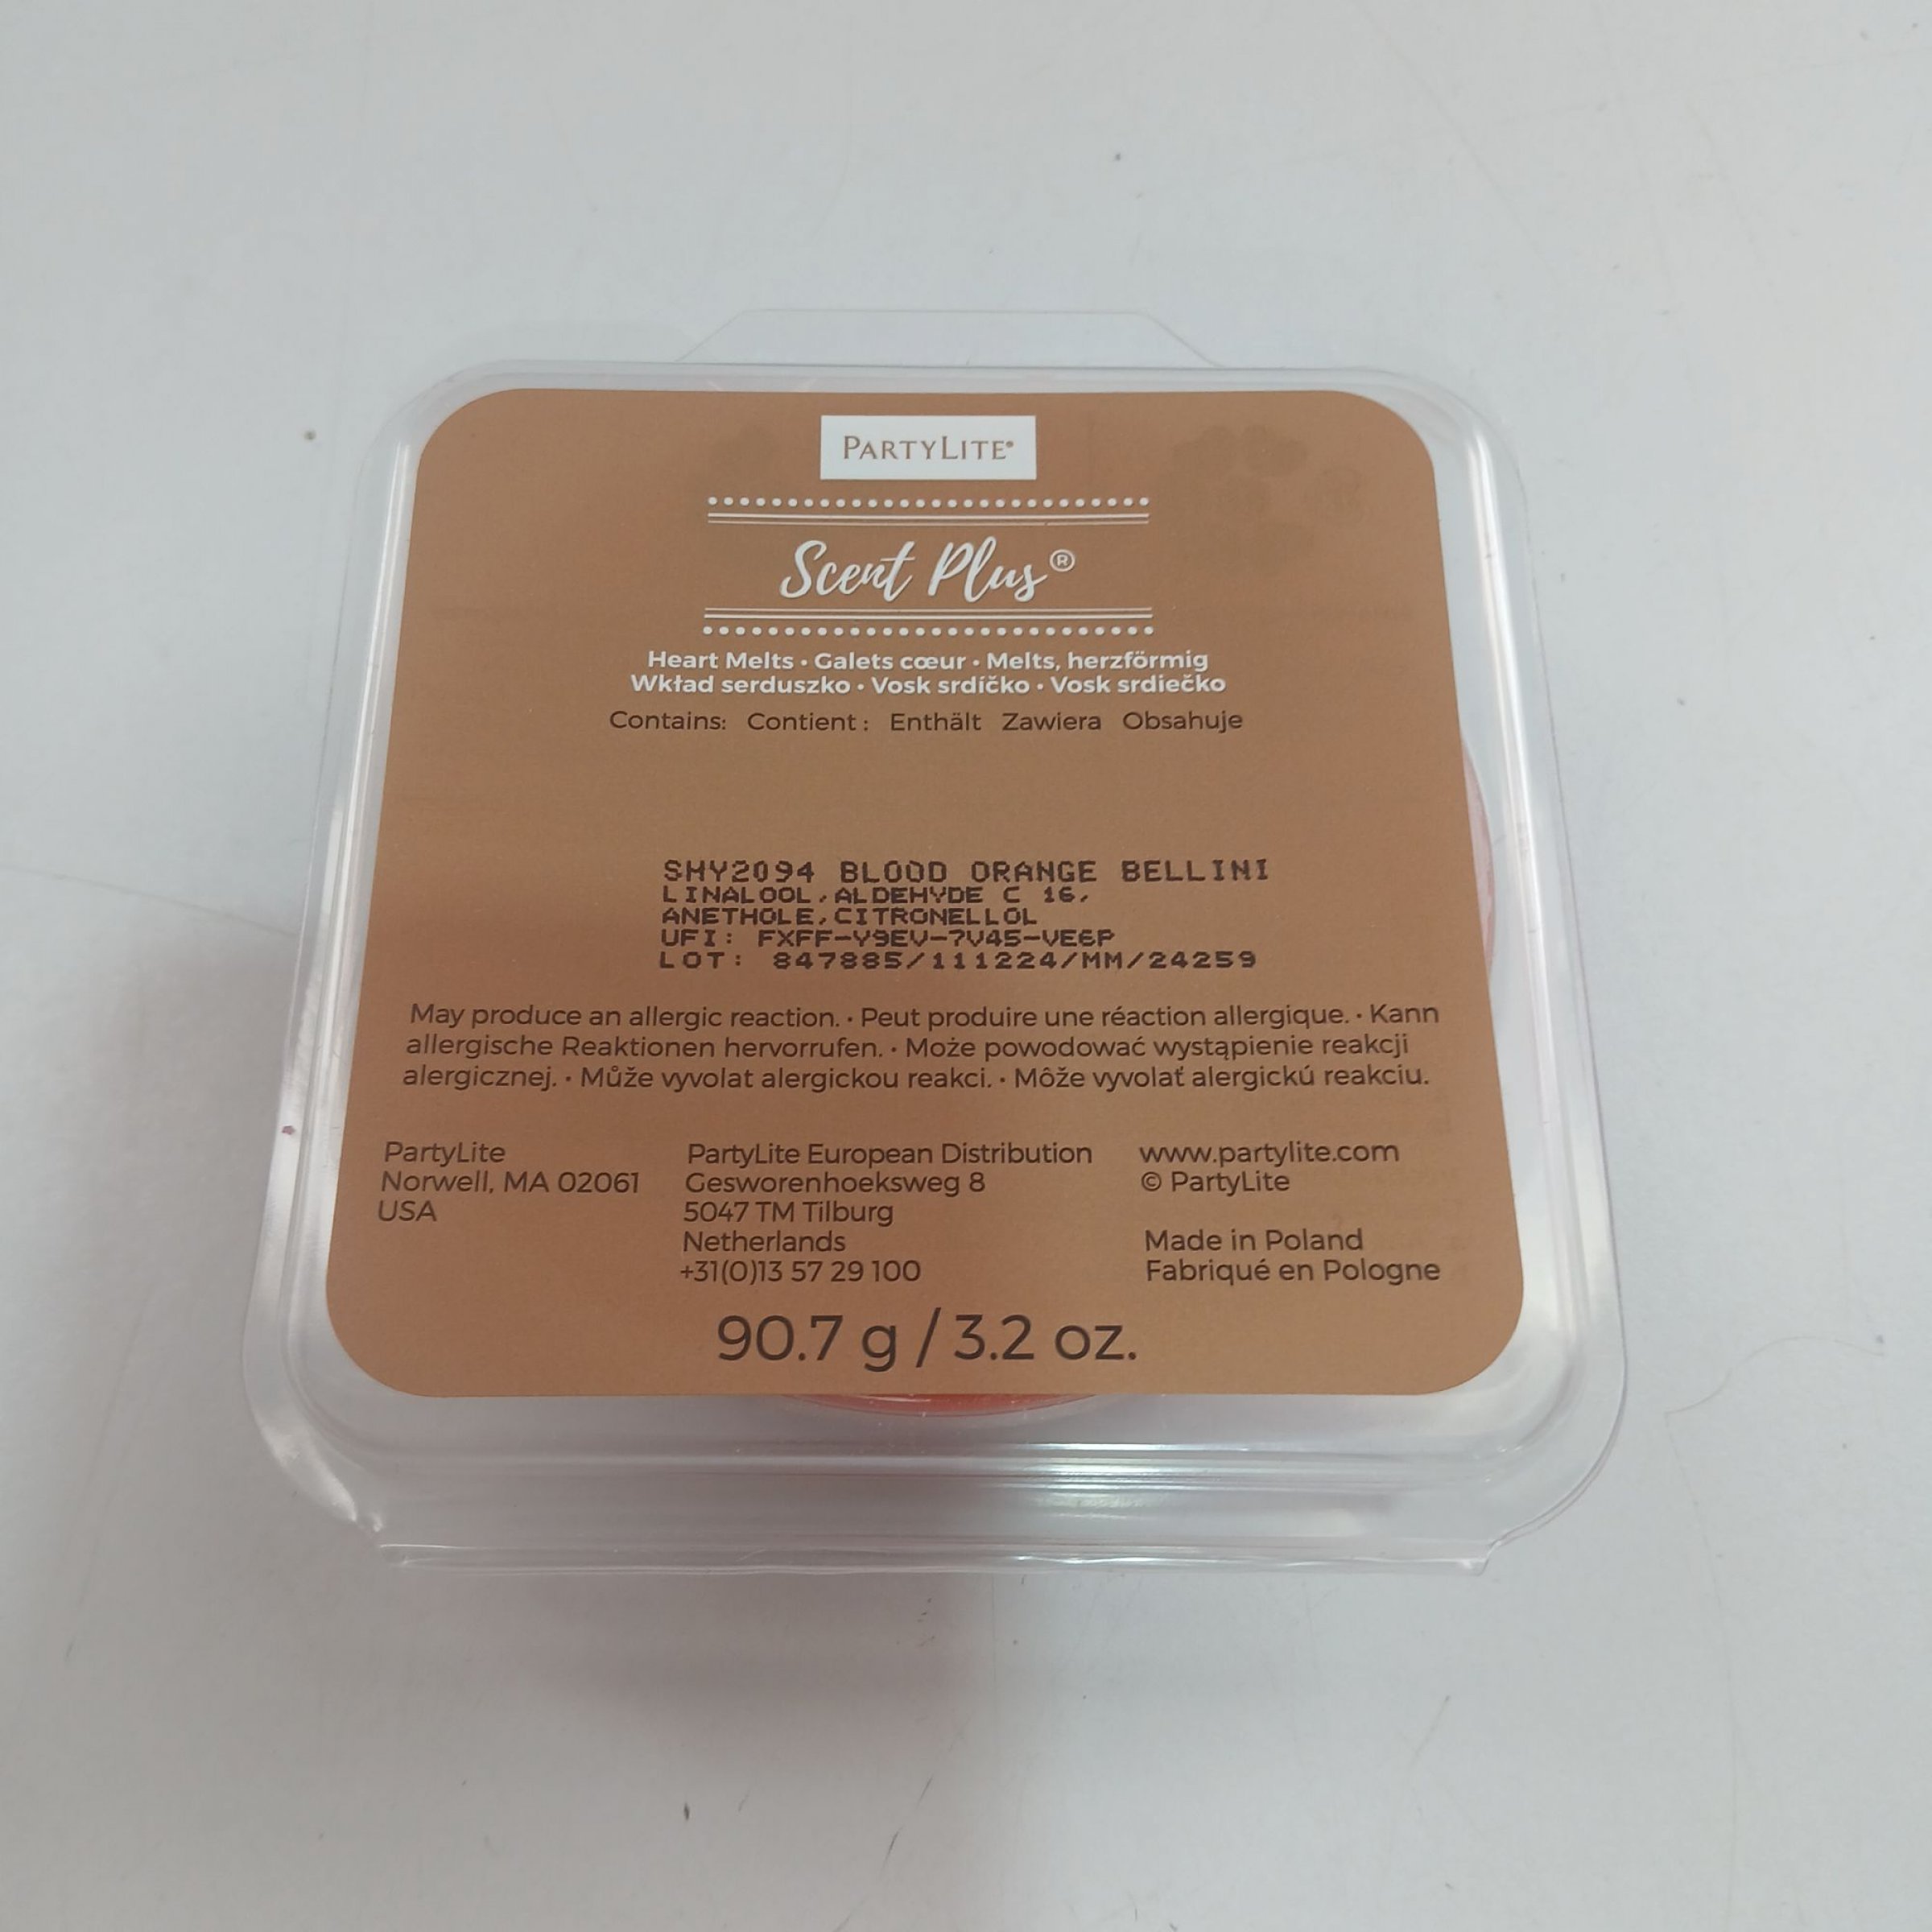 PARTYLITE®
Scent Plus®
Heart Melts • Galets cœur • Melts, herzförmig
Wkład serduszko • Vosk srdíčko • Vosk srdiečko
Contains: Contient : Enthält Zawiera Obsahuje
SHY2094 BLOOD ORANGE BELLINI
LINALOOL,ALDEHYDE C 16,
ANETHOLE,CITRONELLOL
UFI: FXFF-Y9EV-7V45-VE6P
LOT: 847885/111224/MM/24259
May produce an allergic reaction. • Peut produire une réaction allergique. • Kann
allergische Reaktionen hervorrufen. • Może powodować wystąpienie reakcji
alergicznej. • Může vyvolat alergickou reakci. • Môže vyvolať alergickú reakciu.
PartyLite
Norwell, MA 02061
USA
PartyLite European Distribution
Gesworenhoeksweg 8
5047 TM Tilburg
Netherlands
+31(0)13 57 29 100
www.partylite.com
© PartyLite
Made in Poland
Fabriqué en Pologne
90.7 g / 3.2 oz.